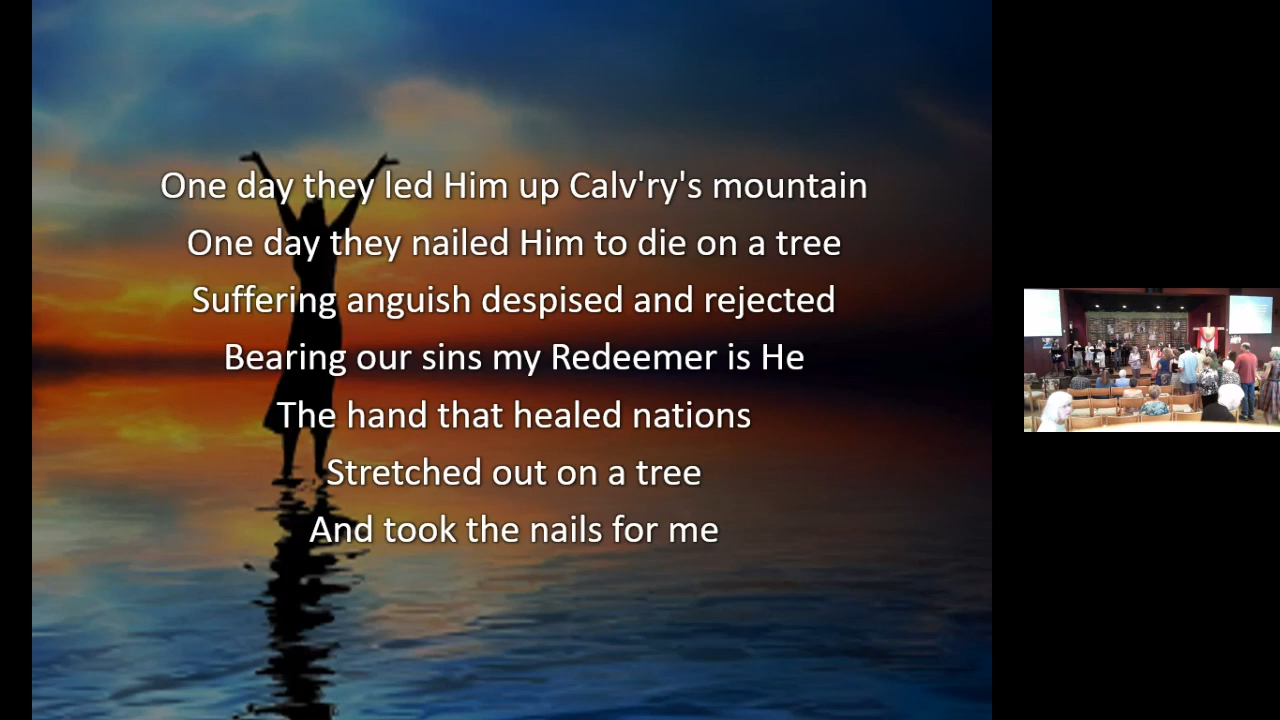 One day they led Him up Calv'ry's mountain
One day they nailed Him to die on a tree
Suffering anguish despised and rejected
Bearing our sins my Redeemer is He
The hand that healed nations
Stretched out on a tree
And took the nails for me